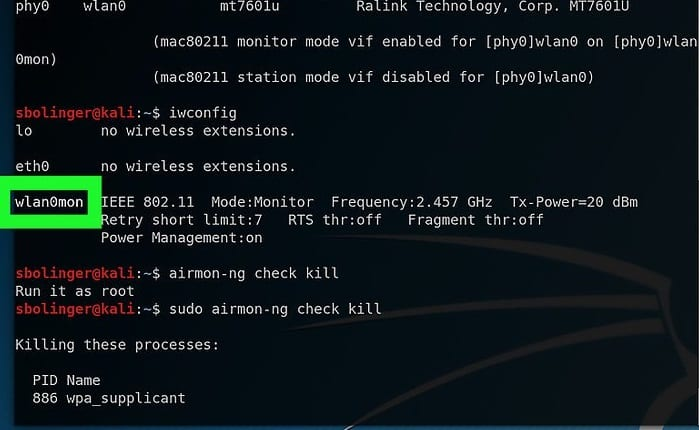 phy0    wlan0           mt7601u         Ralink Technology, Corp. MT7601U
(mac80211 monitor mode vif enabled for [phy0]wlan0 on [phy0]wlan
0mon)
(mac80211 station mode vif disabled for [phy0]wlan0)
sbolinger@kali:~$ iwconfig
lo        no wireless extensions.
eth0      no wireless extensions.
wlan0mon  IEEE 802.11  Mode:Monitor  Frequency:2.457 GHz  Tx-Power=20 dBm
Retry short limit:7   RTS thr:off   Fragment thr:off
Power Management:on
sbolinger@kali:~$ airmon-ng check kill
Run it as root
sbolinger@kali:~$ sudo airmon-ng check kill
Killing these processes:
PID Name
886 wpa_supplicant